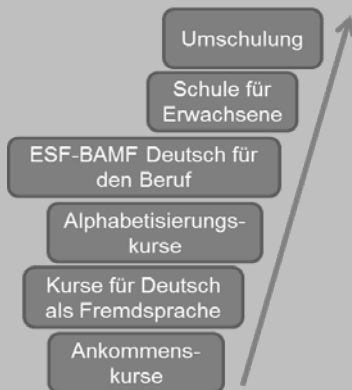 Umschulung
Schule für
Erwachsene
ESF-BAMF Deutsch für
den Beruf
Alphabetisierungs-
kurse
Kurse für Deutsch
als Fremdsprache
Ankommens-
kurse